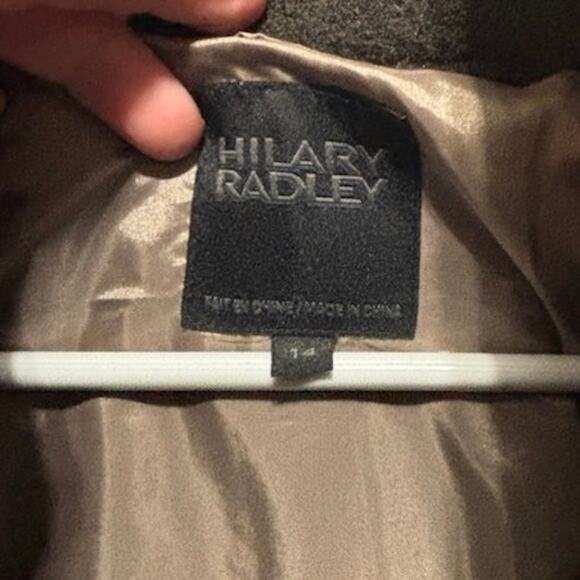 HILARY
RADLEY
FAIT EN CHINE / MADE IN CHINA
14